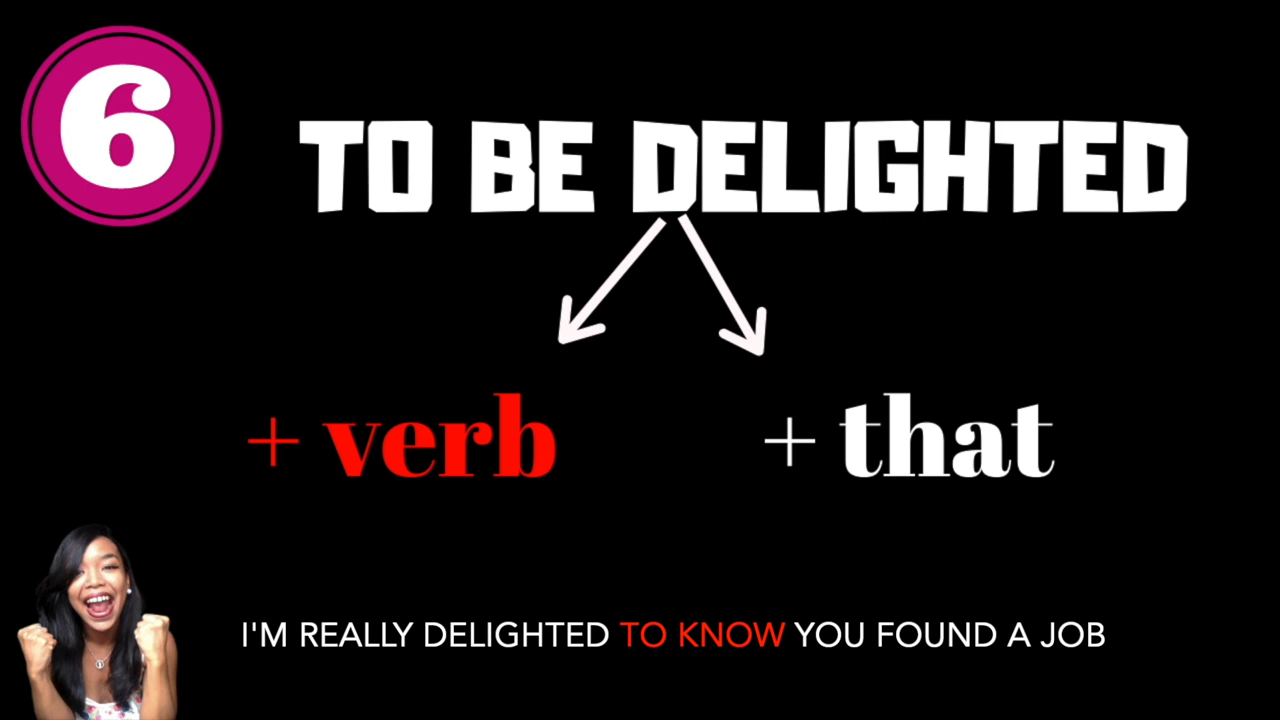 6
TO BE DELIGHTED
+ verb
+ that
I'M REALLY DELIGHTED TO KNOW YOU FOUND A JOB